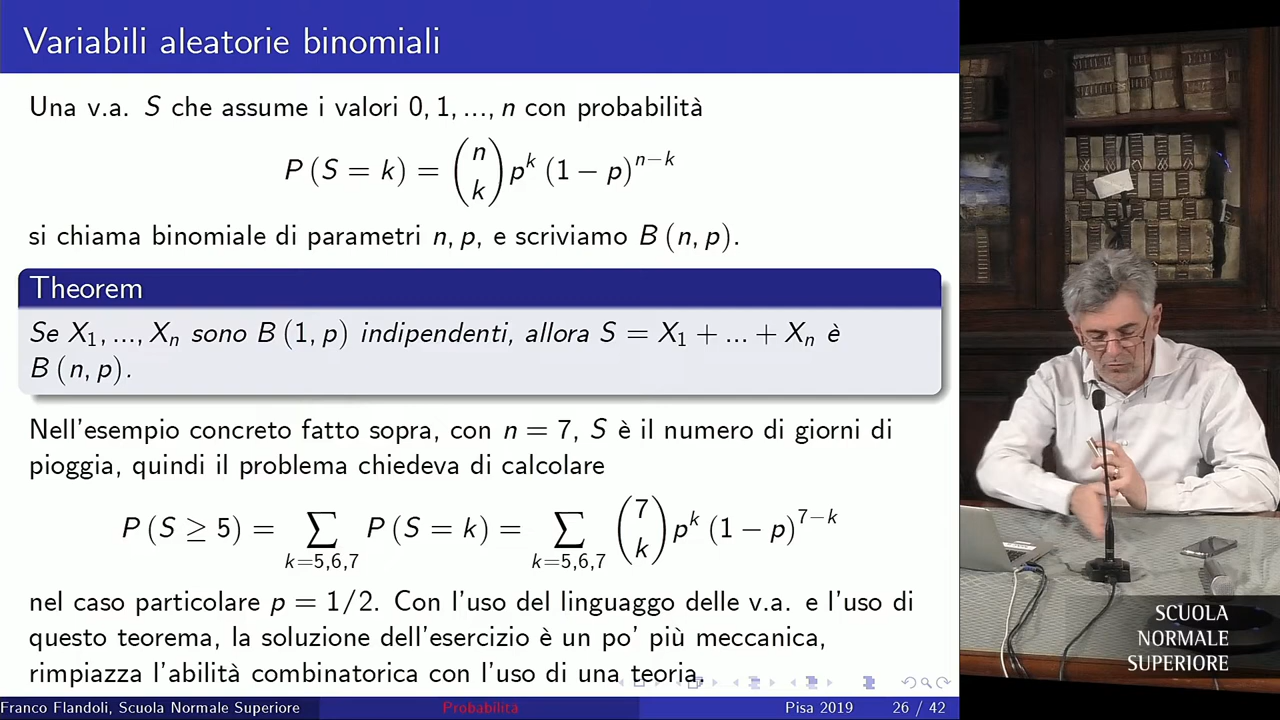 Variabili aleatorie binomiali
Una v.a. S che assume i valori 0, 1, ..., n con probabilità
P (S = k) = (n k) p^k (1 − p)^{n−k}
si chiama binomiale di parametri n, p, e scriviamo B (n, p).
Theorem
Se X_1, ..., X_n sono B (1, p) indipendenti, allora S = X_1 + ... + X_n è
B (n, p).
Nell'esempio concreto fatto sopra, con n = 7, S è il numero di giorni di
pioggia, quindi il problema chiedeva di calcolare
P (S ≥ 5) = ∑_{k=5,6,7} P (S = k) = ∑_{k=5,6,7} (7 k) p^k (1 − p)^{7−k}
nel caso particolare p = 1/2. Con l'uso del linguaggo delle v.a. e l'uso di
questo teorema, la soluzione dell'esercizio è un po' più meccanica,
rimpiazza l'abilità combinatorica con l'uso di una teoria.
Franco Flandoli, Scuola Normale Superiore Probabilità Pisa 2019 26 / 42
SCUOLA
NORMALE
SUPERIORE